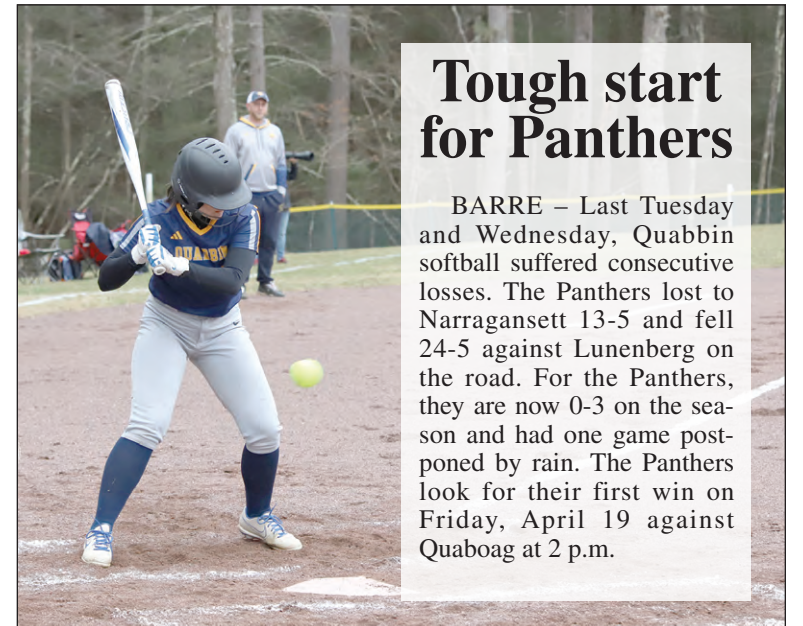 Tough start
for Panthers
BARRE – Last Tuesday
and Wednesday, Quabbin
softball suffered consecutive
losses. The Panthers lost to
Narragansett 13-5 and fell
24-5 against Lunenberg on
the road. For the Panthers,
they are now 0-3 on the sea-
son and had one game post-
poned by rain. The Panthers
look for their first win on
Friday, April 19 against
Quaboag at 2 p.m.
QUABBIN